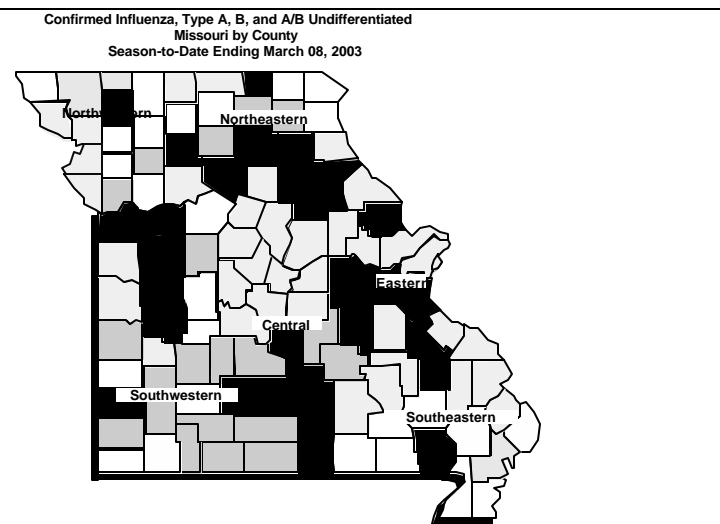 Confirmed Influenza, Type A, B, and A/B Undifferentiated
Missouri by County
Season-to-Date Ending March 08, 2003
Northwestern
Northeastern
Eastern
Central
Southwestern
Southeastern